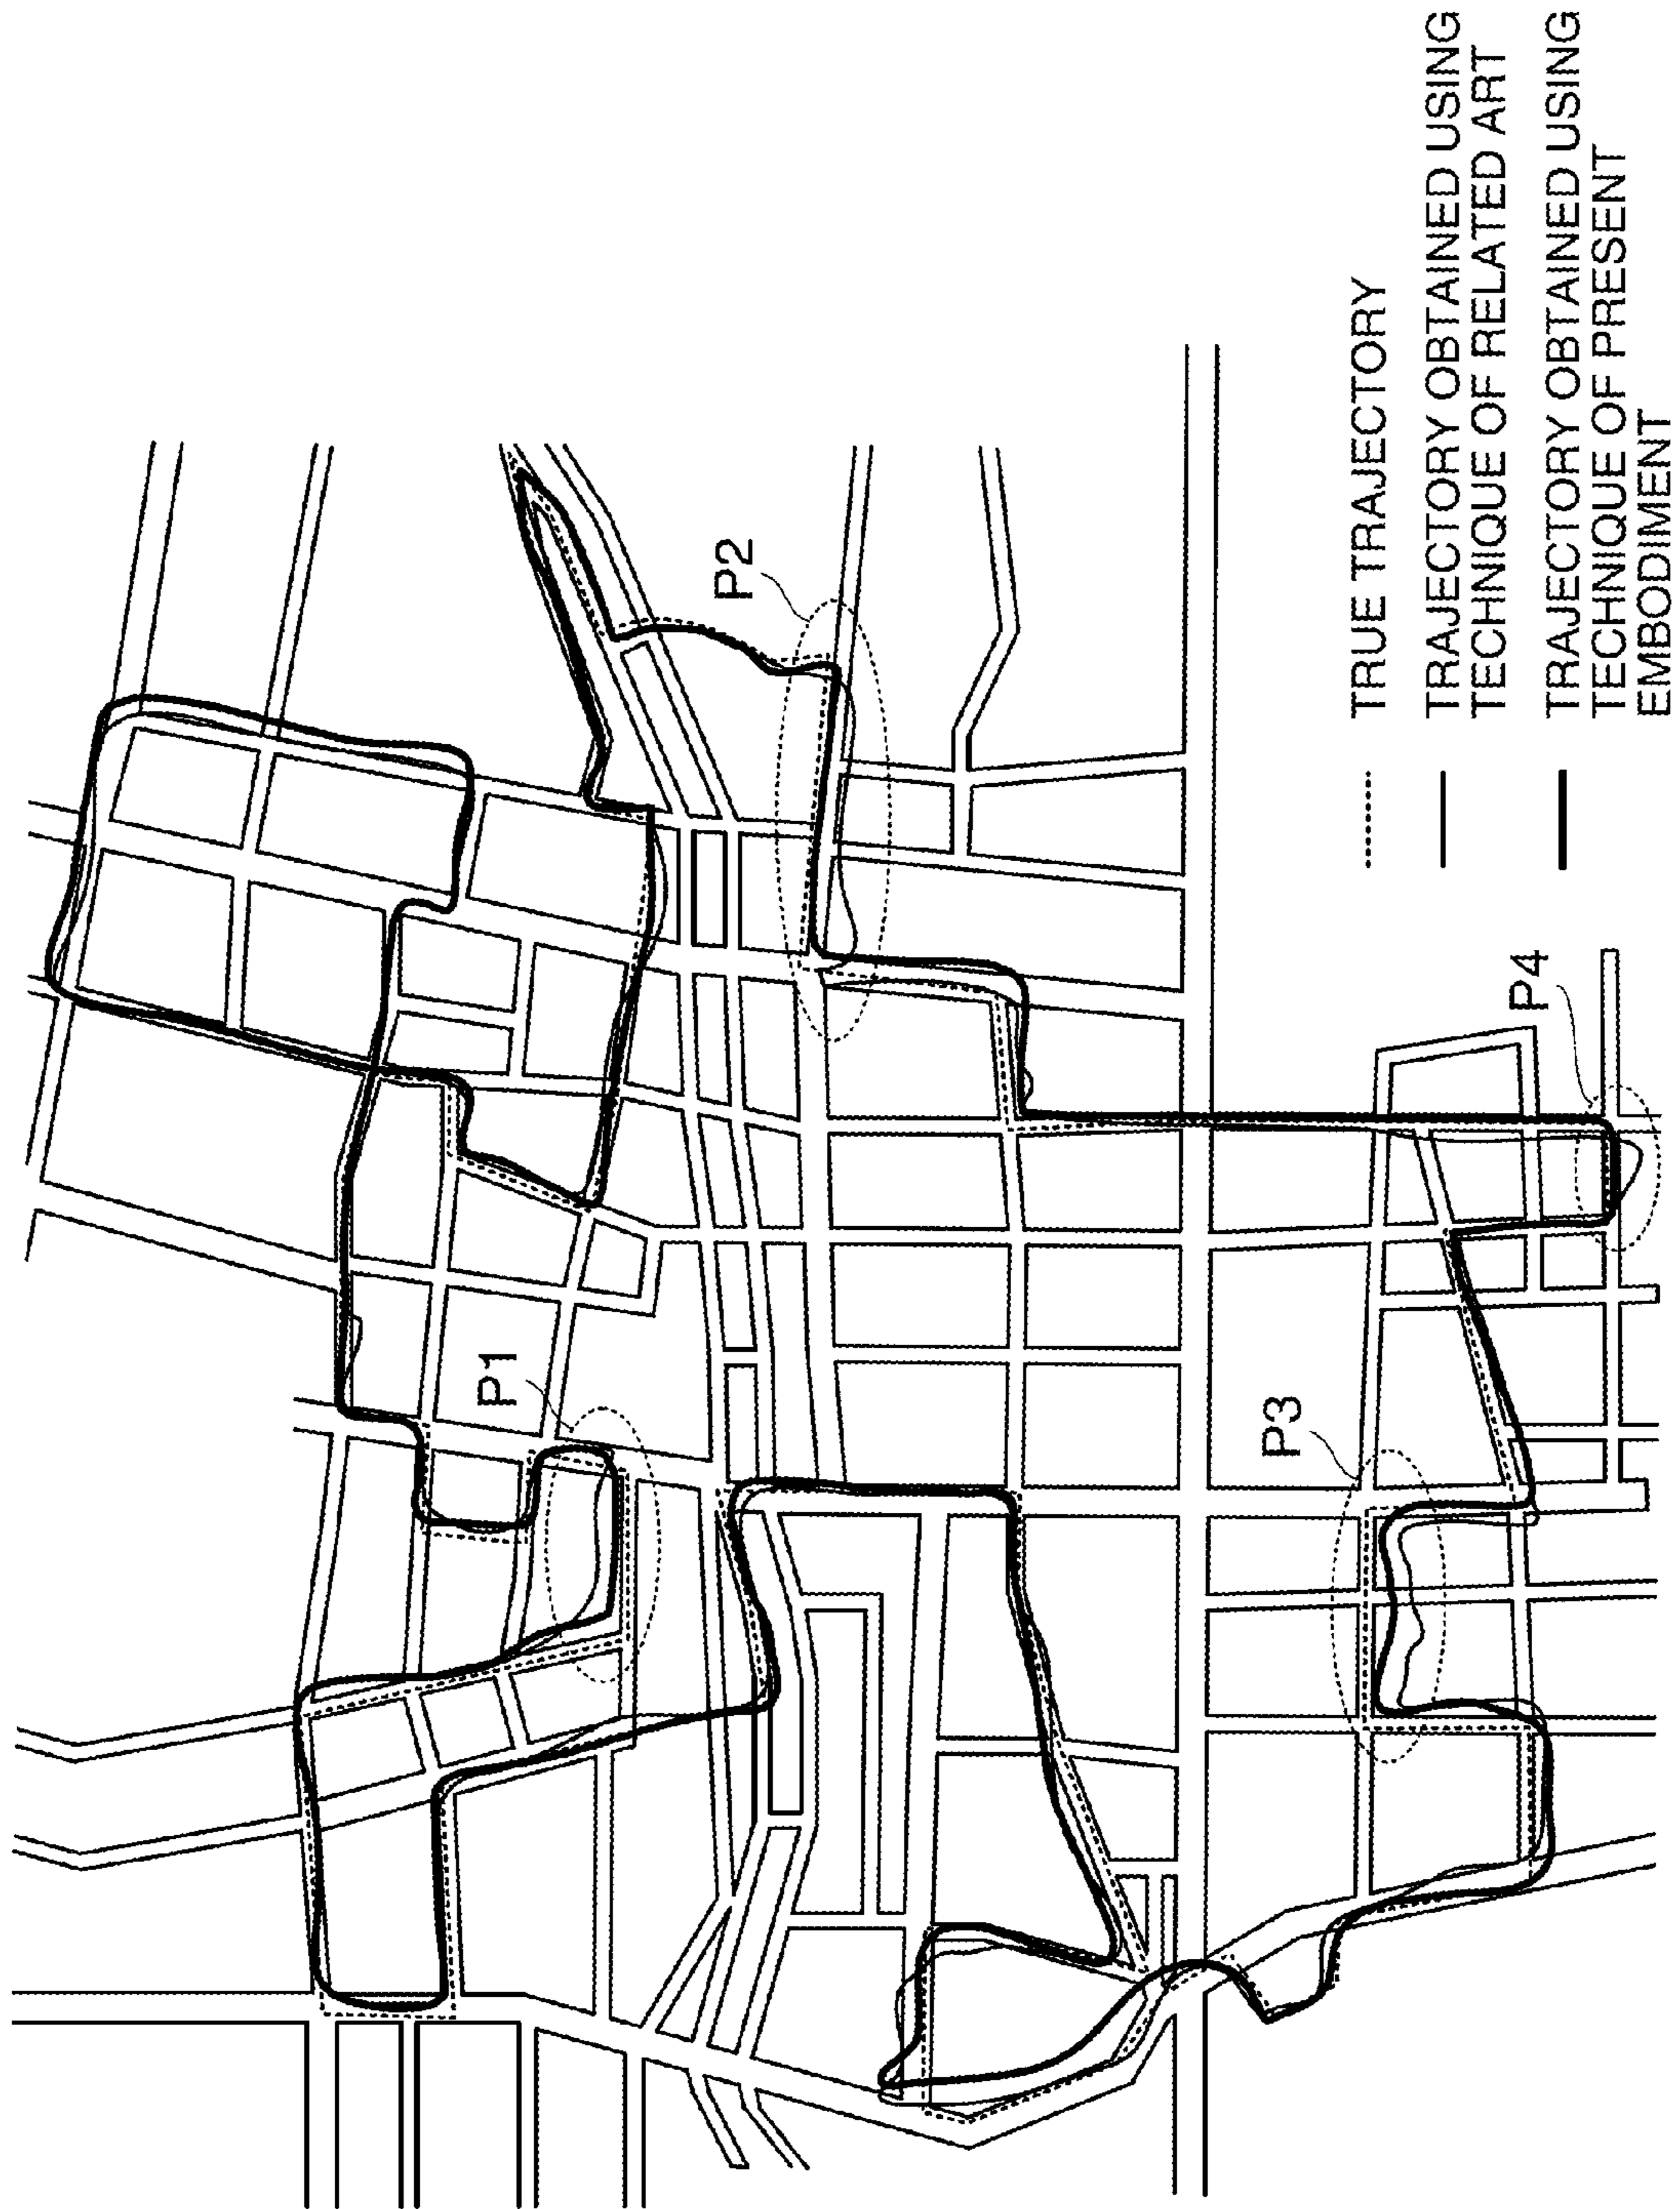 P1
P2
P3
P4
TRUE TRAJECTORY
TRAJECTORY OBTAINED USING
TECHNIQUE OF RELATED ART
TRAJECTORY OBTAINED USING
TECHNIQUE OF PRESENT
EMBODIMENT